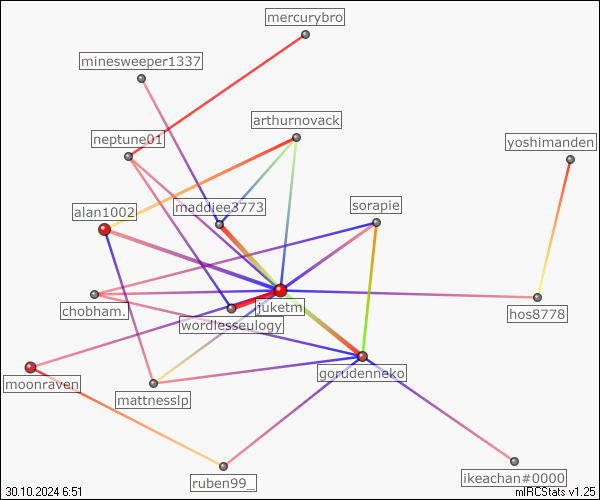 mercurybro
minesweeper1337
arthurnovack
neptune01
yoshimanden
maddiee3773
sorapie
alan1002
chobham.
juketm
hos8778
wordlesseulogy
gorudenneko
moonraven
mattnesslp
ruben99_
ikeachan#0000
30.10.2024 6:51
mIRCStats v1.25